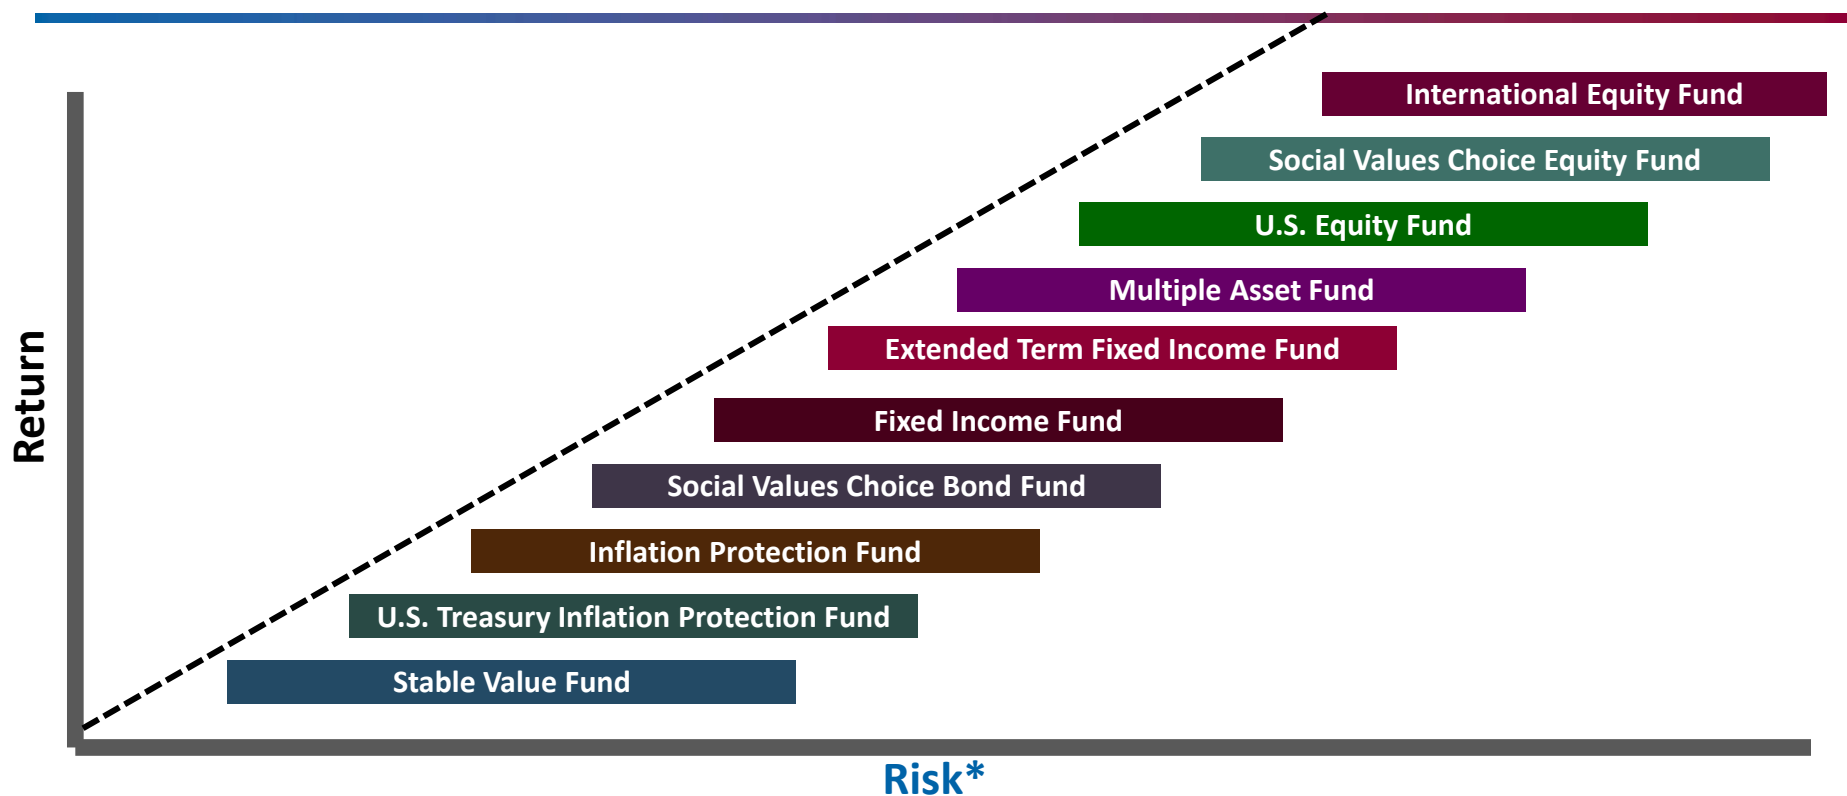 International Equity Fund
Social Values Choice Equity Fund
U.S. Equity Fund
Multiple Asset Fund
Extended Term Fixed Income Fund
Return
Fixed Income Fund
Social Values Choice Bond Fund
Inflation Protection Fund
U.S. Treasury Inflation Protection Fund
Stable Value Fund
Risk*